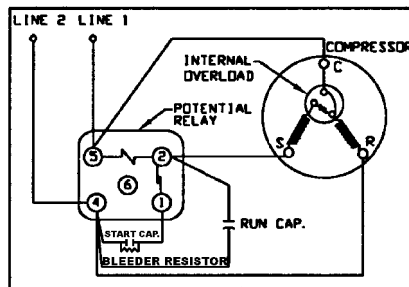 LINE 2 LINE 1
COMPRESSOR
INTERNAL
OVERLOAD
C
POTENTIAL
RELAY
S
R
5
2
6
4
1
START CAP.
RUN CAP.
BLEEDER RESISTOR